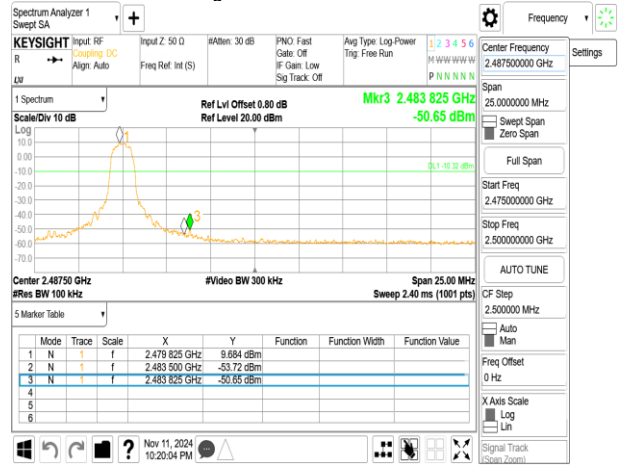 Spectrum Analyzer 1
Swept SA
Frequency
KEYSIGHT Input: RF Input Z: 50 Ω #Atten: 30 dB PNO: Fast Avg Type: Log-Power 1 2 3 4 5 6
Coupling: DC Gate: Off Trig: Free Run
R Align: Auto Freq Ref: Int (S) IF Gain: Low M W W W W W
Sig Track: Off
LXI P N N N N N
Center Frequency
2.487500000 GHz
Settings
1 Spectrum
Scale/Div 10 dB
Ref Lvl Offset 0.80 dB
Ref Level 20.00 dBm
Mkr3 2.483 825 GHz
-50.65 dBm
Log
10.0
0.00
-10.0
-20.0
-30.0
-40.0
-50.0
-60.0
-70.0
1
3
DL1 -10.32 dBm
Center 2.48750 GHz #Video BW 300 kHz Span 25.00 MHz
#Res BW 100 kHz Sweep 2.40 ms (1001 pts)
Span
25.0000000 MHz
Swept Span
Zero Span
Full Span
Start Freq
2.475000000 GHz
Stop Freq
2.500000000 GHz
AUTO TUNE
CF Step
2.500000 MHz
Auto
Man
Freq Offset
0 Hz
X Axis Scale
Log
Lin
Signal Track
(Span Zoom)
5 Marker Table
Mode Trace Scale X Y Function Function Width Function Value
1 N 1 f 2.479 825 GHz 9.684 dBm
2 N 1 f 2.483 500 GHz -53.72 dBm
3 N 1 f 2.483 825 GHz -50.65 dBm
4
5
6
?
Nov 11, 2024
10:20:04 PM